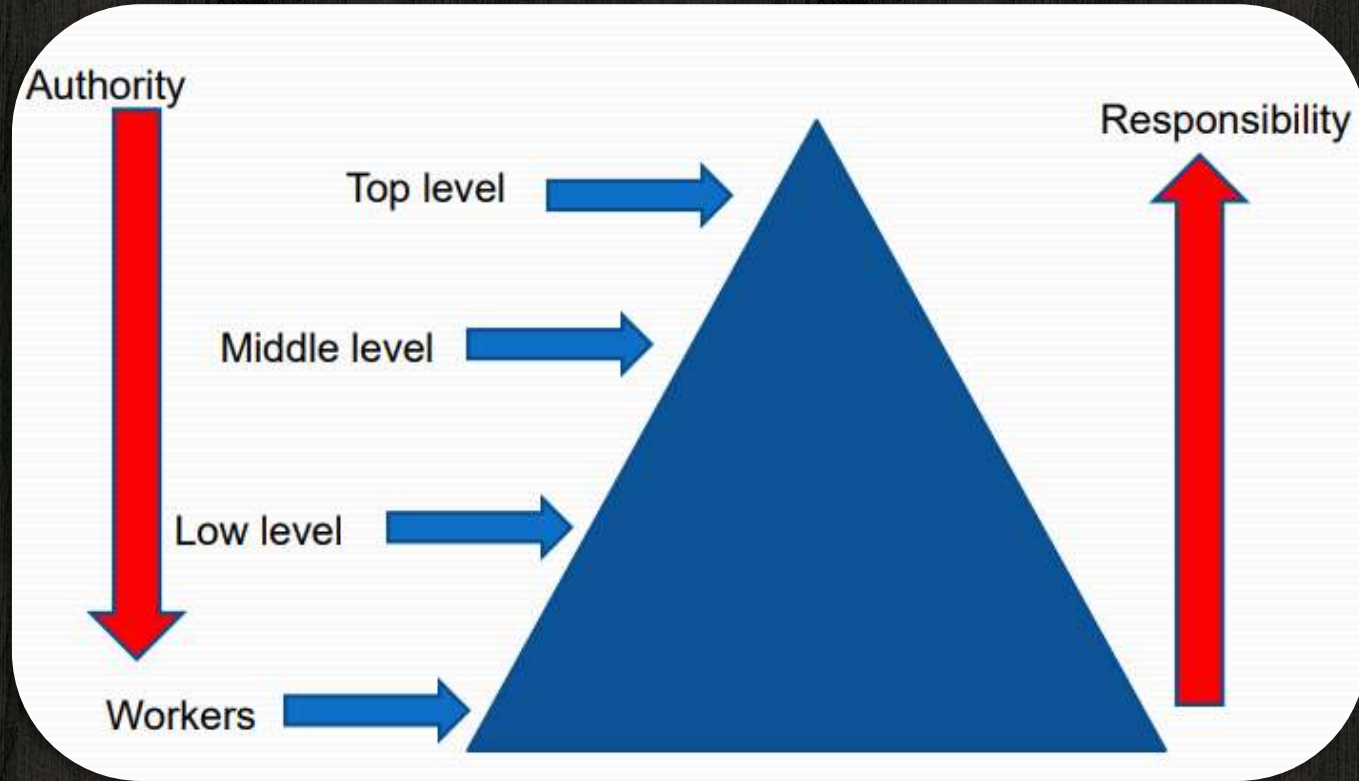 Authority
Responsibility
Top level
Middle level
Low level
Workers